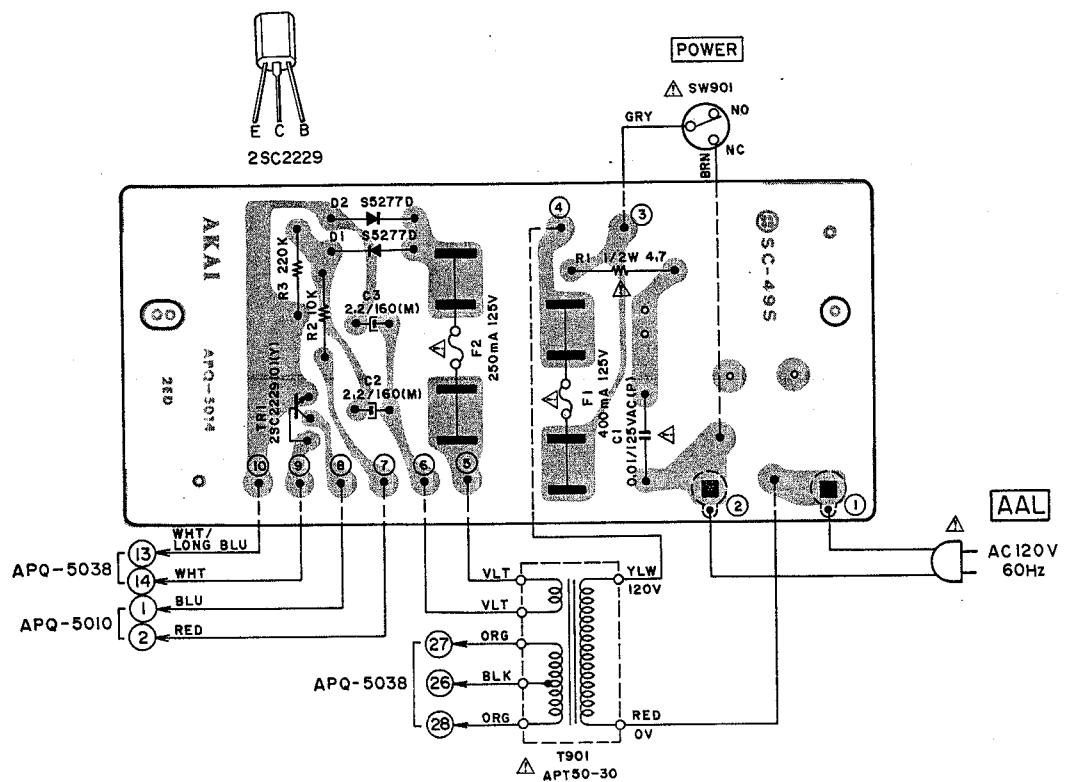 E C B
2SC2229
POWER
⚠ SW901
NO
GRY
NC
BRN
AKAI
APQ-5014
2ED
D2 S5277D
D1 S5277D
R3 220K
R2 10K
C3
2.2/160(M)
C2
2.2/160(M)
TR1
2SC2229(O)(Y)
F2
250mA 125V
4
3
R1 1/2W 4.7
F1
400mA 125V
C1
0.01/125VAC(P)
SC-49S
10 9 8 7 6 5
2
1
AAL
AC 120V
60Hz
WHT/
LONG BLU
APQ-5038
13
14
WHT
APQ-5010
1
BLU
2
RED
VLT
VLT
YLW
120V
27
ORG
APQ-5038
26
BLK
28
ORG
RED
0V
⚠ T901
APT50-30